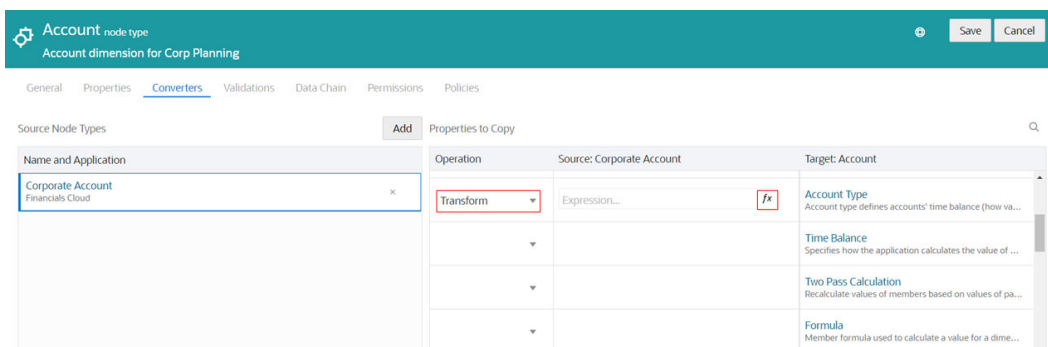 Account node type
Account dimension for Corp Planning
Save Cancel
General Properties Converters Validations Data Chain Permissions Policies
Source Node Types Add Properties to Copy
Name and Application Operation Source: Corporate Account Target: Account
Corporate Account
Financials Cloud
×
Transform Expression... fx Account Type
Account type defines accounts' time balance (how va...
Time Balance
Specifies how the application calculates the value of ...
Two Pass Calculation
Recalculate values of members based on values of pa...
Formula
Member formula used to calculate a value for a dime...